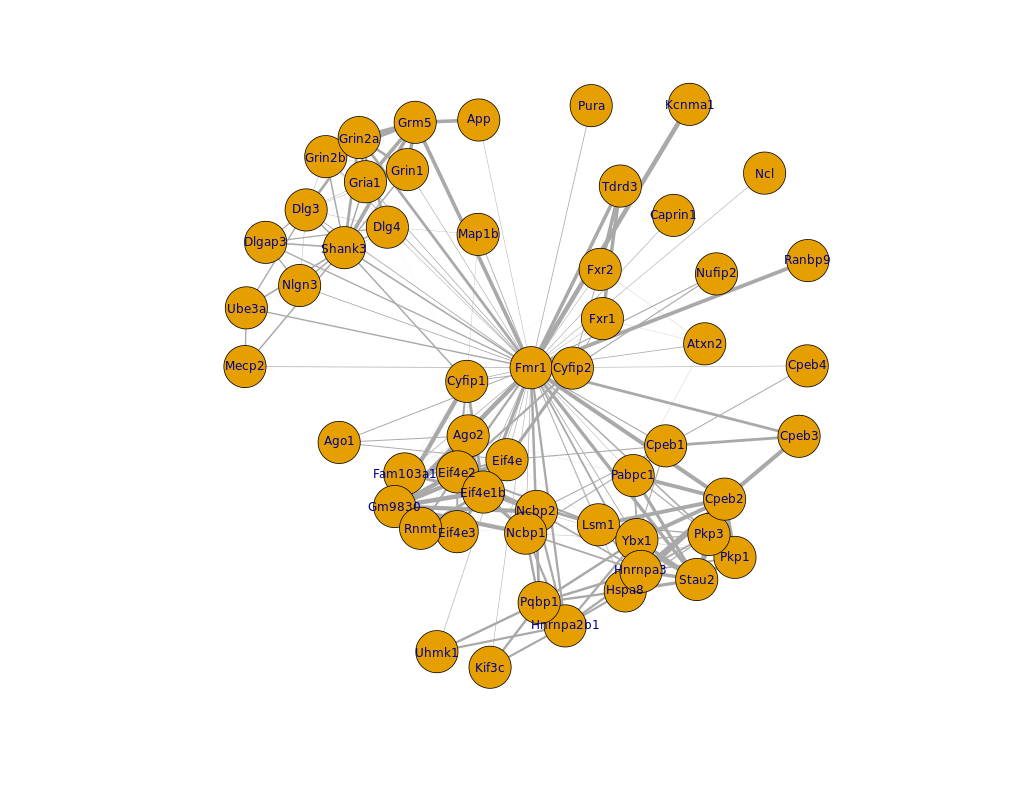 Pura
Kcnma1
App
Grm5
Grin2a
Grin2b
Grin1
Ncl
Gria1
Tdrd3
Dlg3
Caprin1
Dlg4
Map1b
Dlgap3
Shank3
Ranbp9
Fxr2
Nufip2
Nlgn3
Ube3a
Fxr1
Atxn2
Mecp2
Fmr1
Cyfip2
Cpeb4
Cyfip1
Ago2
Cpeb3
Ago1
Cpeb1
Eif4e
Fam103a1
Eif4e2
Pabpc1
Eif4e1b
Cpeb2
Gm9830
Ncbp2
Lsm1
Rnmt
Eif4e3
Ncbp1
Pkp3
Ybx1
Pkp1
Hnrnpa3
Stau2
Hspa8
Pqbp1
Hnrnpa2b1
Uhmk1
Kif3c